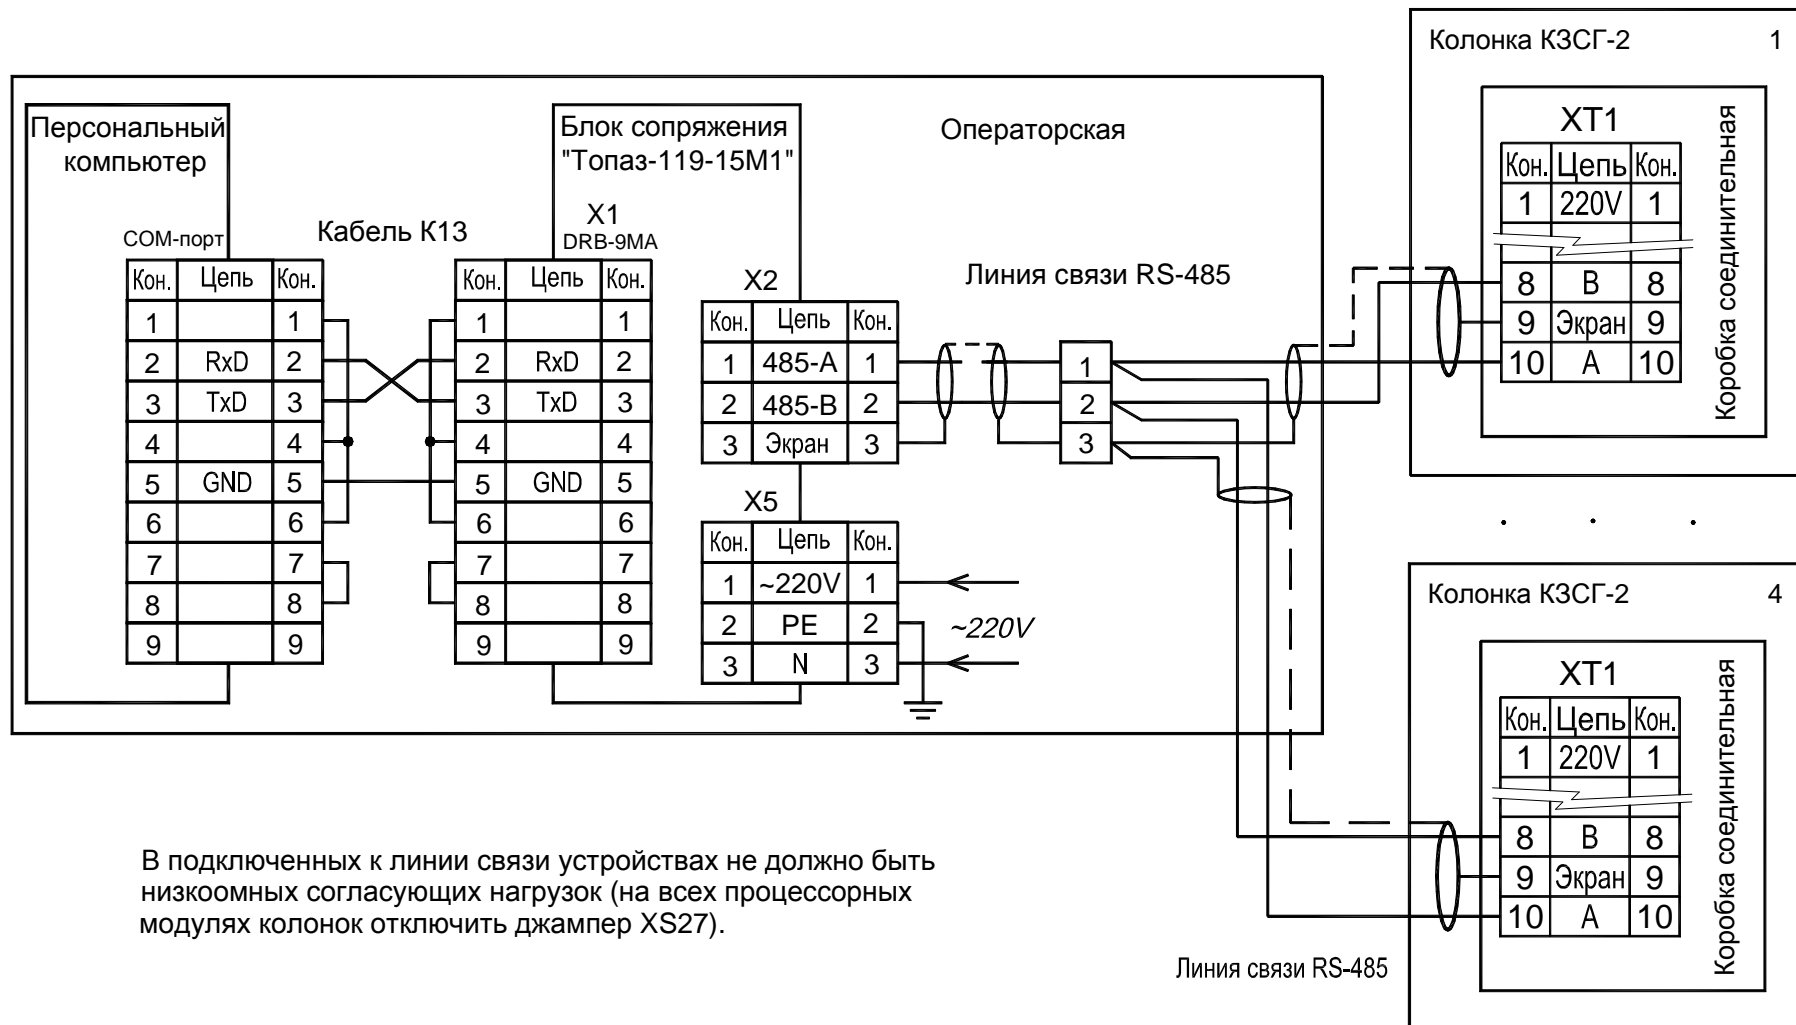 Колонка КЗСГ-2 1
Персональный
компьютер
Блок сопряжения
"Топаз-119-15М1"
Операторская
COM-порт
Кабель К13
X1
DRB-9MA
Кон. Цепь Кон.
1 1
2 RxD 2
3 TxD 3
4 4
5 GND 5
6 6
7 7
8 8
9 9
Кон. Цепь Кон.
1 1
2 RxD 2
3 TxD 3
4 4
5 GND 5
6 6
7 7
8 8
9 9
X2
Кон. Цепь Кон.
1 485-A 1
2 485-B 2
3 Экран 3
X5
Кон. Цепь Кон.
1 ~220V 1
2 PE 2
3 N 3
~220V
Линия связи RS-485
1
2
3
XT1
Кон. Цепь Кон.
1 220V 1
8 B 8
9 Экран 9
10 A 10
Коробка соединительная
. . .
Колонка КЗСГ-2 4
XT1
Кон. Цепь Кон.
1 220V 1
8 B 8
9 Экран 9
10 A 10
Коробка соединительная
В подключенных к линии связи устройствах не должно быть
низкоомных согласующих нагрузок (на всех процессорных
модулях колонок отключить джампер XS27).
Линия связи RS-485